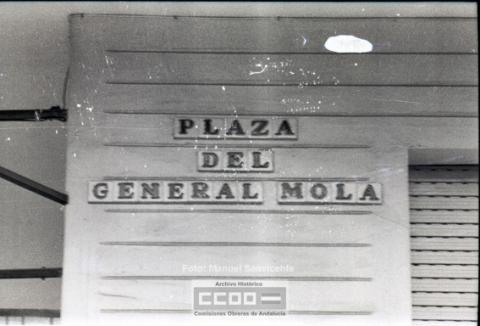 PLAZA
DEL
GENERAL MOLA
Foto: Manuel Sanvicente
Archivo Histórico
CCOO
Comisiones Obreras de Andalucía